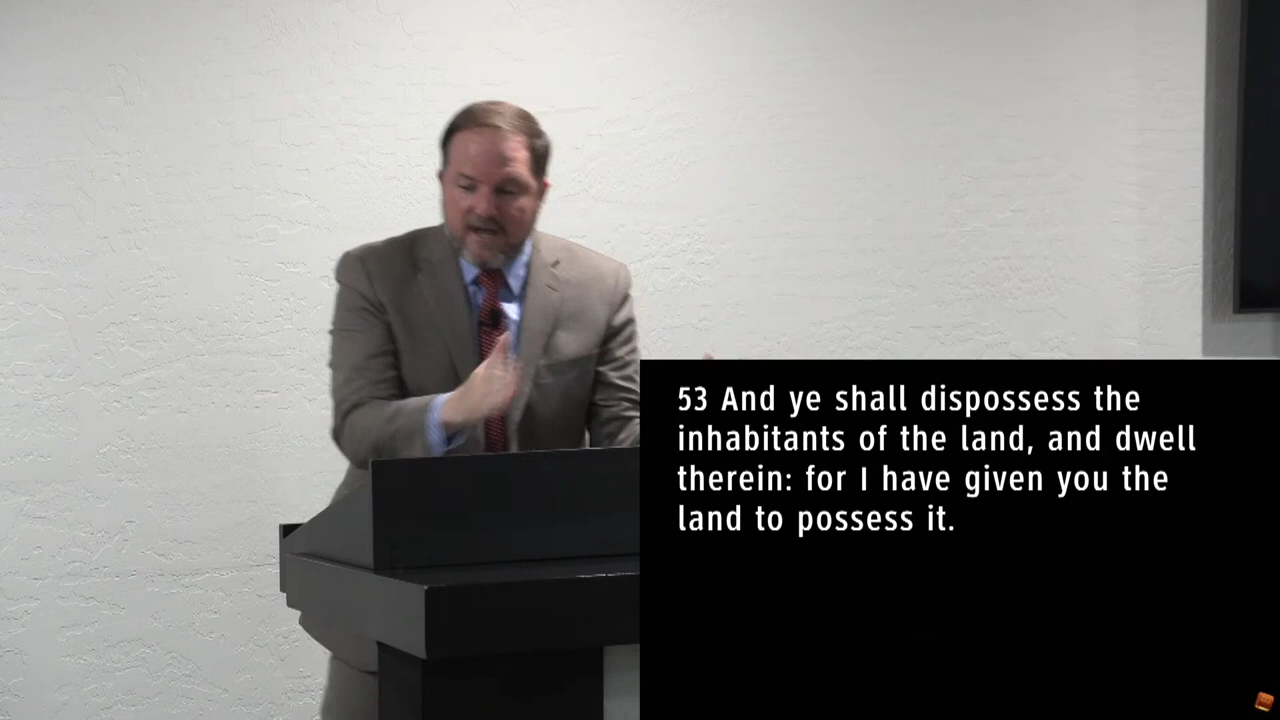 53 And ye shall dispossess the
inhabitants of the land, and dwell
therein: for I have given you the
land to possess it.